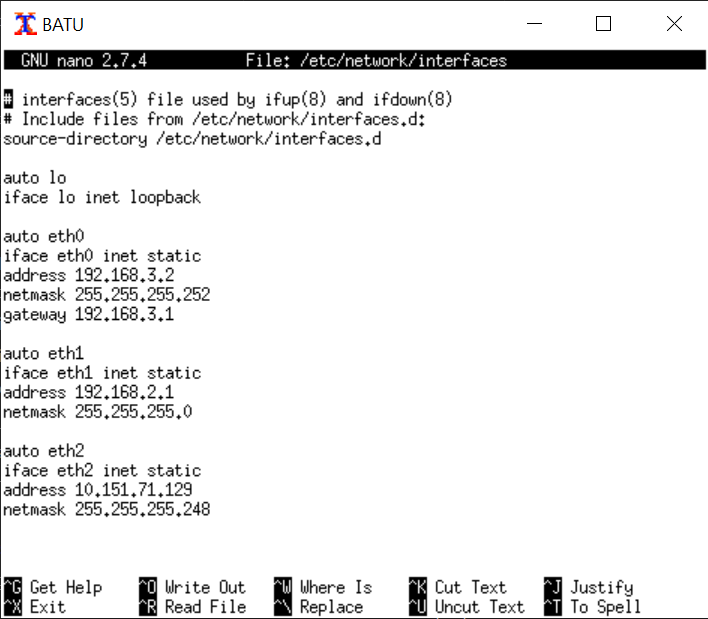 BATU
GNU nano 2.7.4 File: /etc/network/interfaces
# interfaces(5) file used by ifup(8) and ifdown(8)
# Include files from /etc/network/interfaces.d:
source-directory /etc/network/interfaces.d
auto lo
iface lo inet loopback
auto eth0
iface eth0 inet static
address 192.168.3.2
netmask 255.255.255.252
gateway 192.168.3.1
auto eth1
iface eth1 inet static
address 192.168.2.1
netmask 255.255.255.0
auto eth2
iface eth2 inet static
address 10.151.71.129
netmask 255.255.255.248
^G Get Help ^O Write Out ^W Where Is ^K Cut Text ^J Justify
^X Exit ^R Read File ^\ Replace ^U Uncut Text ^T To Spell